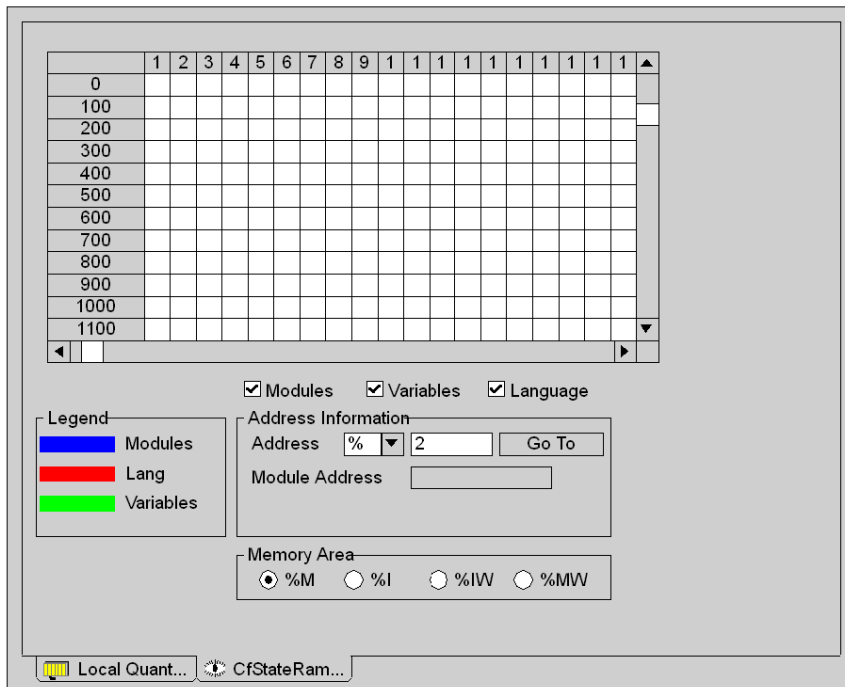 1 2 3 4 5 6 7 8 9 1 1 1 1 1 1 1 1 1 1
0
100
200
300
400
500
600
700
800
900
1000
1100
Modules Variables Language
Legend
Modules
Lang
Variables
Address Information
Address % 2 Go To
Module Address
Memory Area
%M %I %IW %MW
Local Quant... CfStateRam...